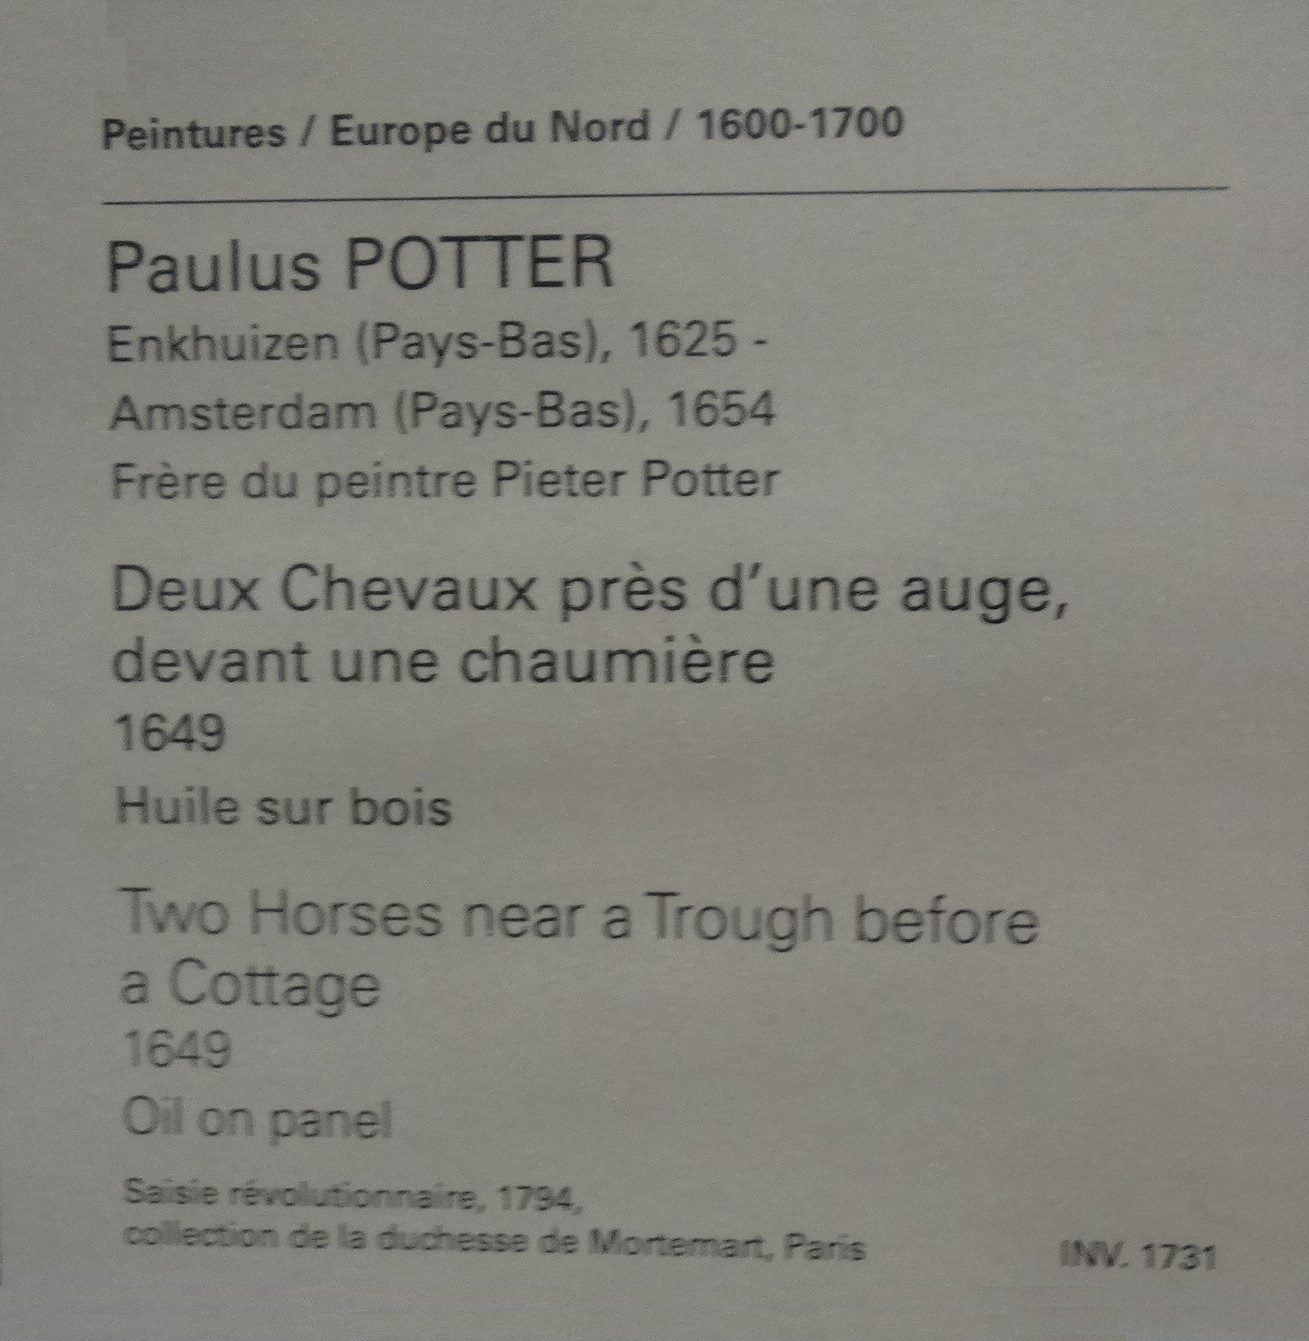 Peintures / Europe du Nord / 1600-1700
Paulus POTTER
Enkhuizen (Pays-Bas), 1625 -
Amsterdam (Pays-Bas), 1654
Frère du peintre Pieter Potter
Deux Chevaux près d'une auge,
devant une chaumière
1649
Huile sur bois
Two Horses near a Trough before
a Cottage
1649
Oil on panel
Saisie révolutionnaire, 1794,
collection de la duchesse de Mortemart, Paris
INV. 1731